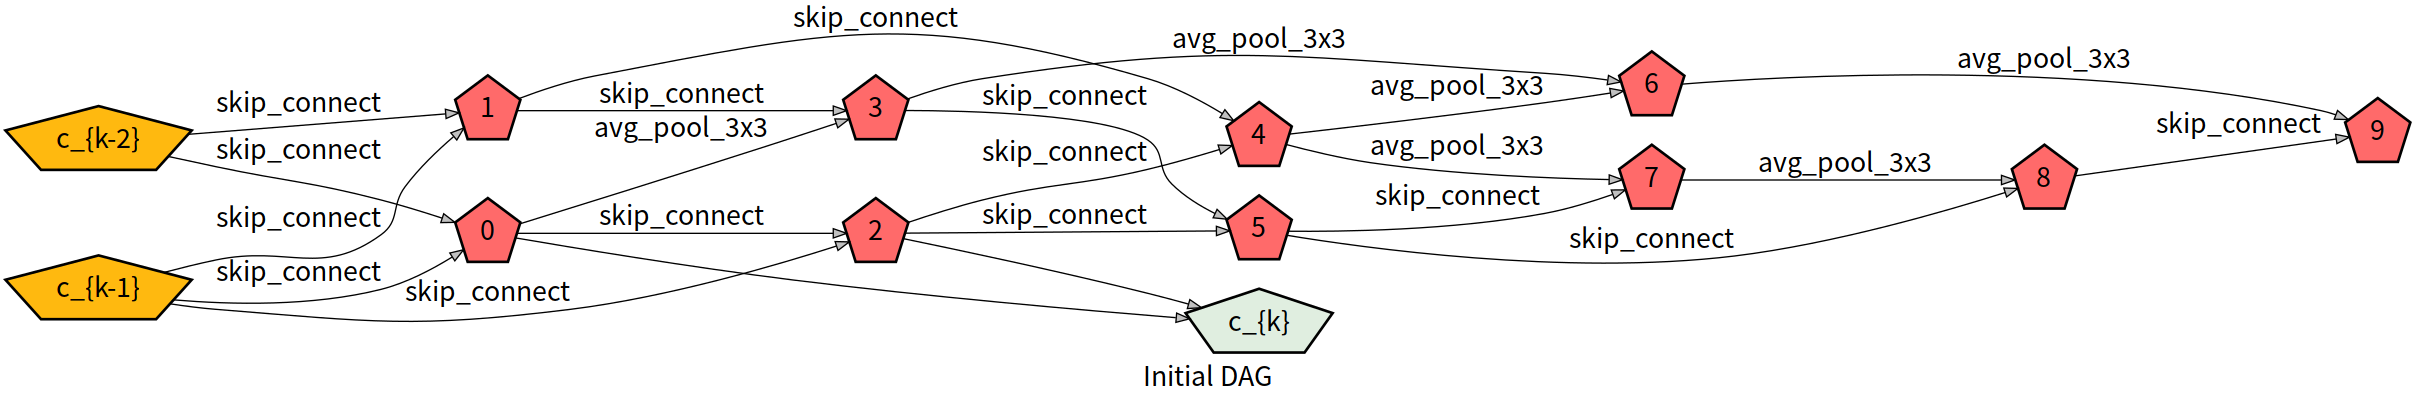 skip_connect
avg_pool_3x3
avg_pool_3x3
skip_connect
skip_connect
skip_connect
avg_pool_3x3
6
9
c_{k-2}
1
avg_pool_3x3
3
4
skip_connect
skip_connect
skip_connect
avg_pool_3x3
avg_pool_3x3
7
8
skip_connect
skip_connect
skip_connect
skip_connect
0
2
5
skip_connect
skip_connect
c_{k-1}
skip_connect
c_{k}
Initial DAG